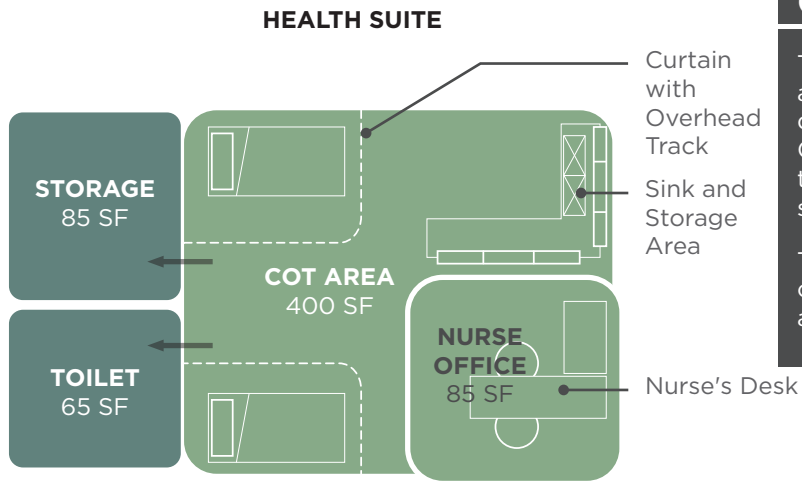 HEALTH SUITE
Curtain
with
Overhead
Track
STORAGE
85 SF
Sink and
Storage
Area
COT AREA
400 SF
NURSE
OFFICE
85 SF
TOILET
65 SF
Nurse's Desk